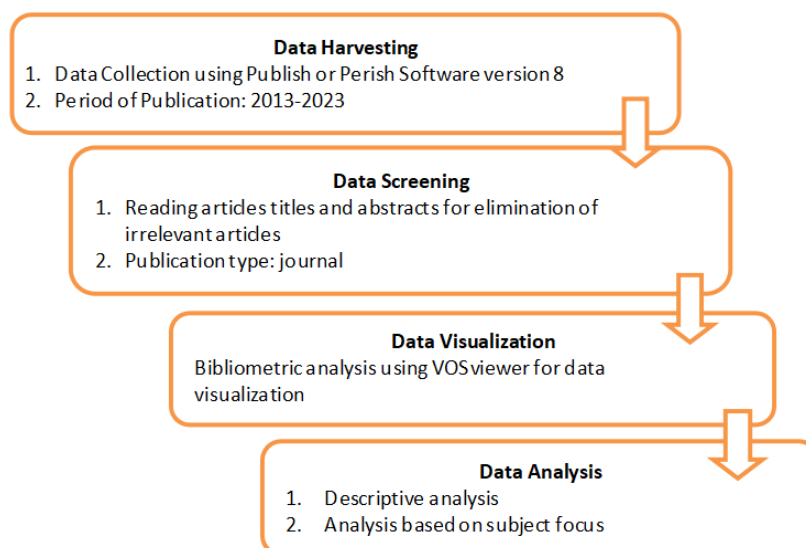 Data Harvesting
1. Data Collection using Publish or Perish Software version 8
2. Period of Publication: 2013-2023
Data Screening
1. Reading articles titles and abstracts for elimination of
irrelevant articles
2. Publication type: journal
Data Visualization
Bibliometric analysis using VOSviewer for data
visualization
Data Analysis
1. Descriptive analysis
2. Analysis based on subject focus